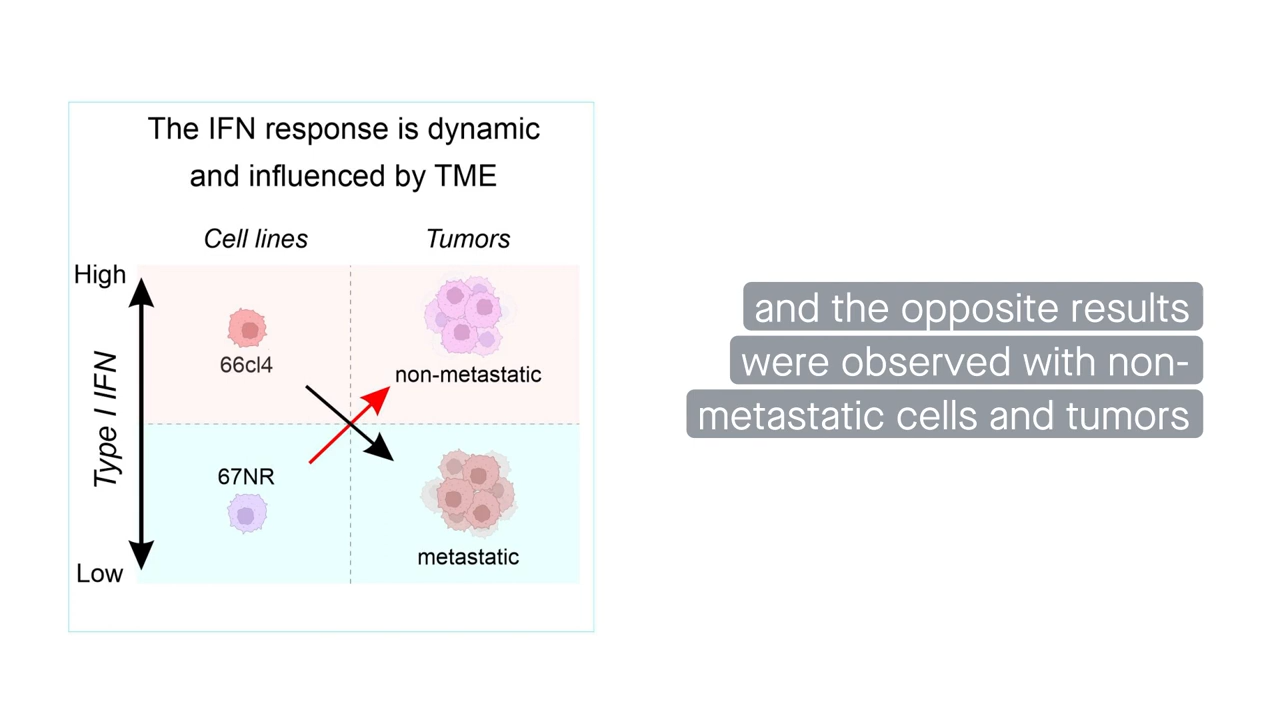 The IFN response is dynamic
and influenced by TME
Cell lines
Tumors
High
Type I IFN
Low
66cl4
non-metastatic
67NR
metastatic
and the opposite results
were observed with non-
metastatic cells and tumors